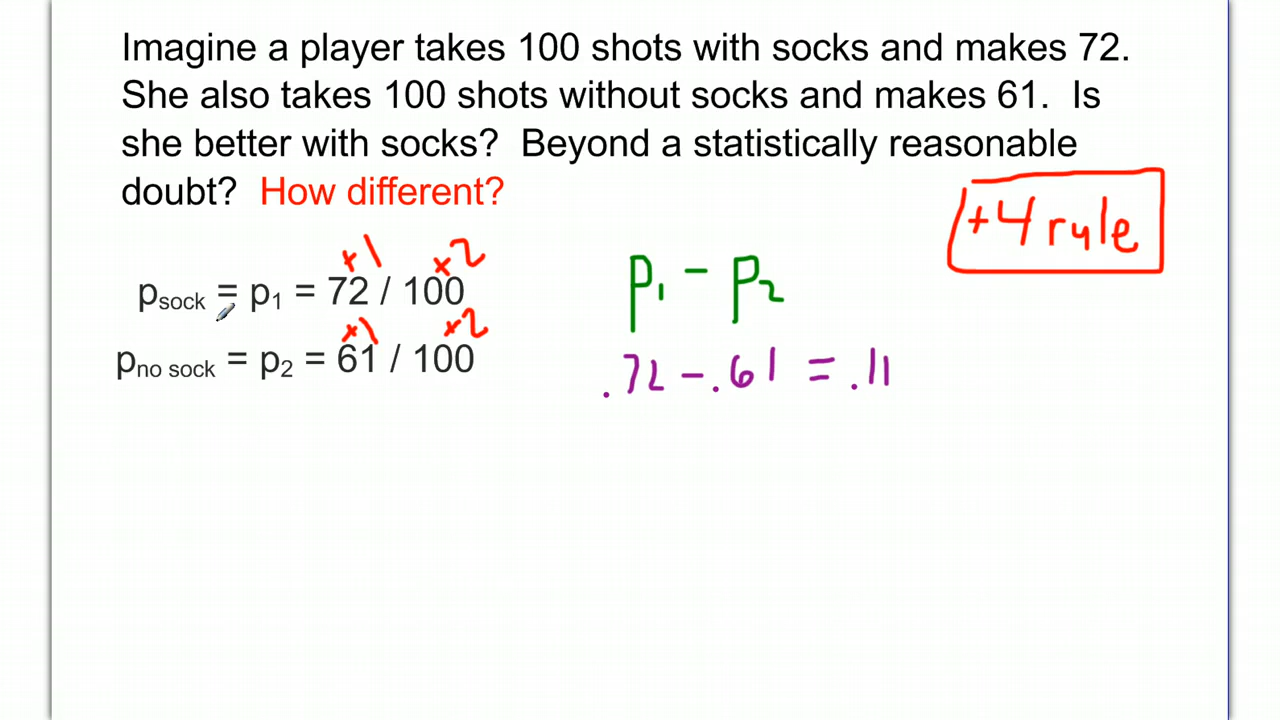 Imagine a player takes 100 shots with socks and makes 72.
She also takes 100 shots without socks and makes 61. Is
she better with socks? Beyond a statistically reasonable
doubt? How different?
+4 rule
+1 +2
p sock = p1 = 72 / 100
+1 +2
p no sock = p2 = 61 / 100
p1 - p2
.72 - .61 = .11